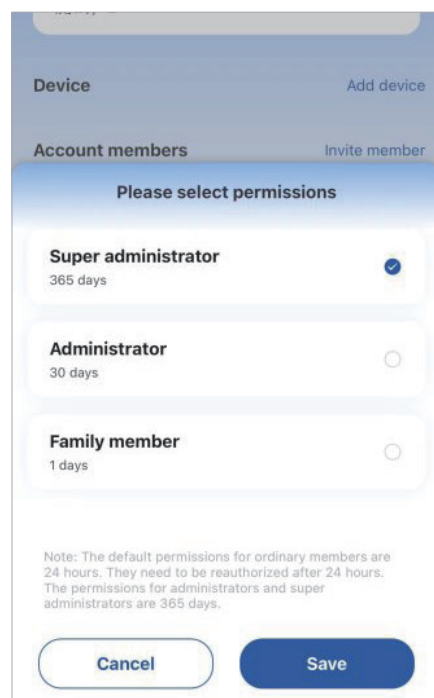 Device
Add device
Account members
Invite member
Please select permissions
Super administrator
365 days
Administrator
30 days
Family member
1 days
Note: The default permissions for ordinary members are
24 hours. They need to be reauthorized after 24 hours.
The permissions for administrators and super
administrators are 365 days.
Cancel
Save